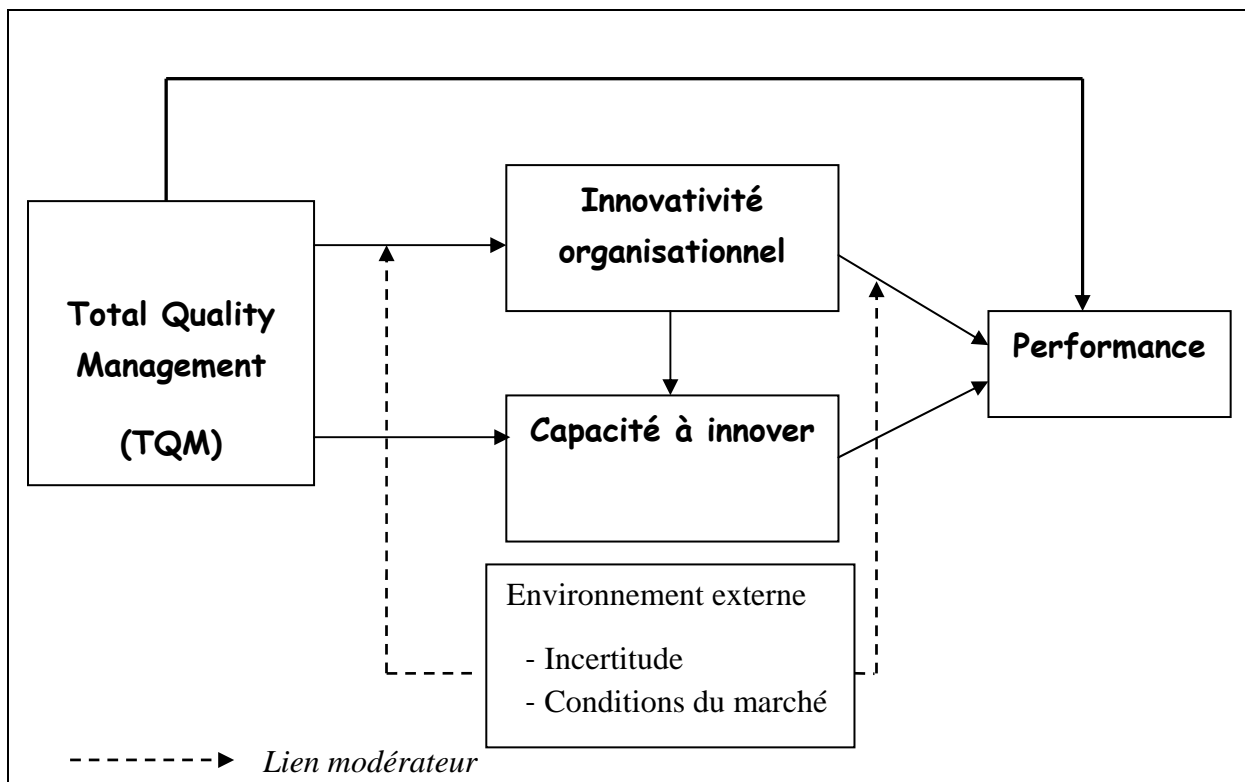 Total Quality
Management
(TQM)
Innovativité
organisationnel
Capacité à innover
Performance
Environnement externe
- Incertitude
- Conditions du marché
Lien modérateur